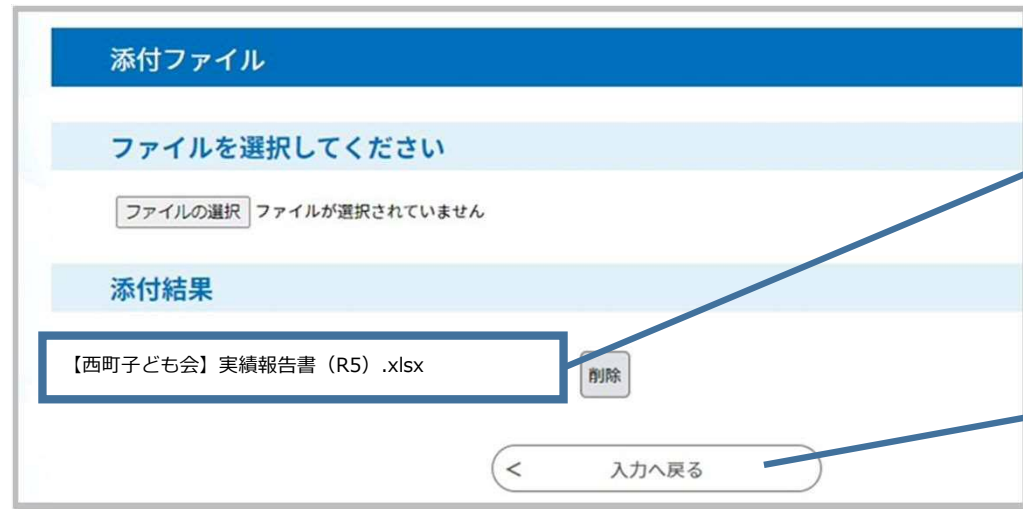 添付ファイル
ファイルを選択してください
ファイルの選択 ファイルが選択されていません
添付結果
【西町子ども会】実績報告書（R5）.xlsx
削除
< 入力へ戻る